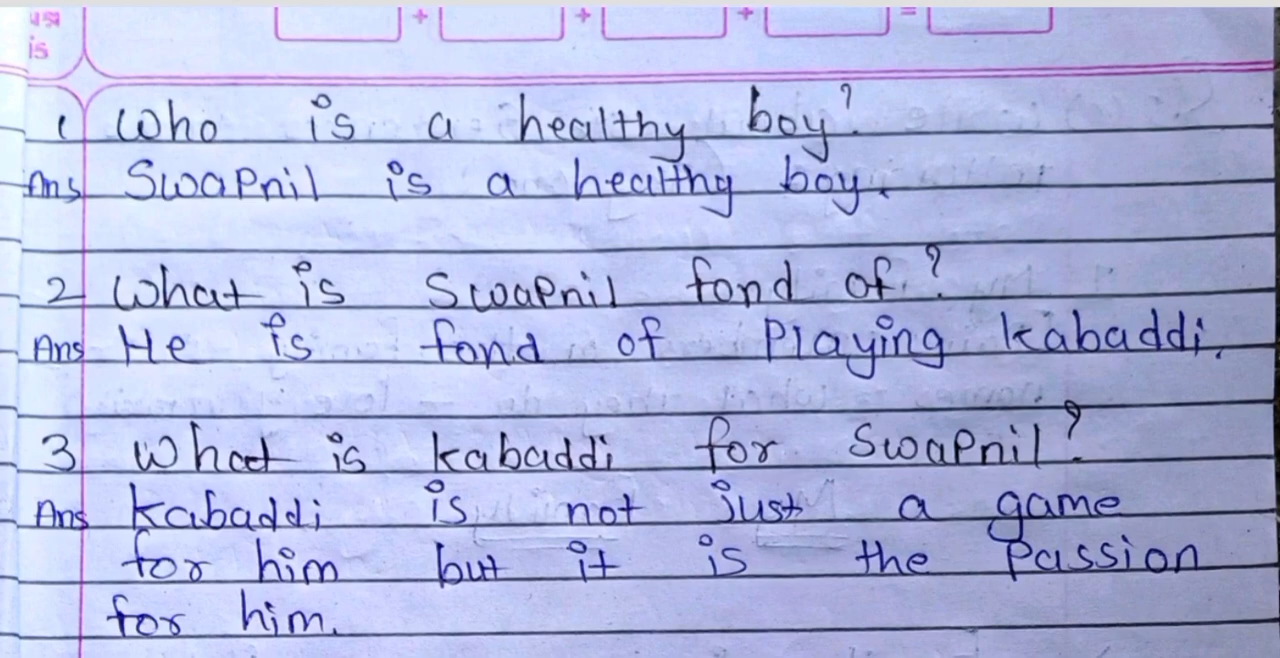 is
+ + + =
1 Who is a healthy boy?
Ans Swapnil is a healthy boy.
2 What is Swapnil fond of?
Ans He is fond of Playing kabaddi.
3 What is kabaddi for Swapnil?
Ans kabaddi is not just a game
for him but it is the Passion
for him.